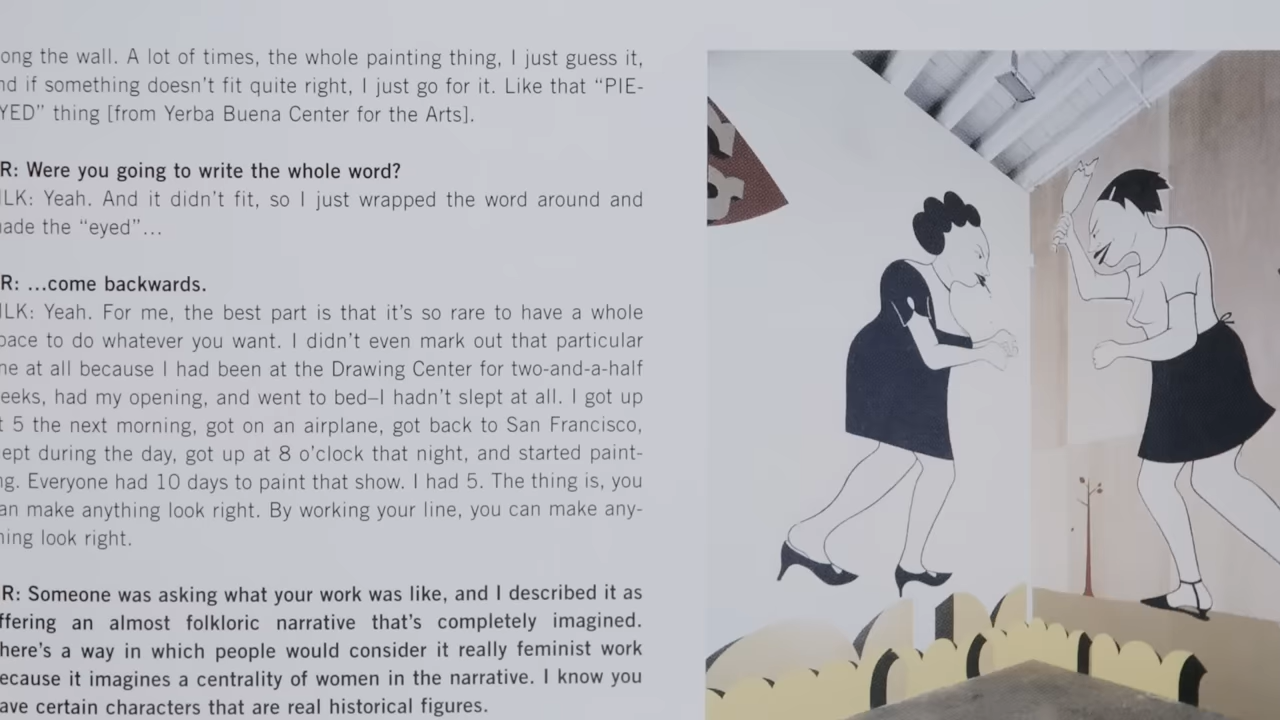 ong the wall. A lot of times, the whole painting thing, I just guess it,
nd if something doesn't fit quite right, I just go for it. Like that “PIE-
YED” thing [from Yerba Buena Center for the Arts].
R: Were you going to write the whole word?
LK: Yeah. And it didn't fit, so I just wrapped the word around and
ade the “eyed”...
R: ...come backwards.
LK: Yeah. For me, the best part is that it's so rare to have a whole
pace to do whatever you want. I didn't even mark out that particular
ne at all because I had been at the Drawing Center for two-and-a-half
eeks, had my opening, and went to bed–I hadn't slept at all. I got up
t 5 the next morning, got on an airplane, got back to San Francisco,
ept during the day, got up at 8 o'clock that night, and started paint-
ng. Everyone had 10 days to paint that show. I had 5. The thing is, you
an make anything look right. By working your line, you can make any-
hing look right.
R: Someone was asking what your work was like, and I described it as
ffering an almost folkloric narrative that's completely imagined.
here's a way in which people would consider it really feminist work
ecause it imagines a centrality of women in the narrative. I know you
ave certain characters that are real historical figures.